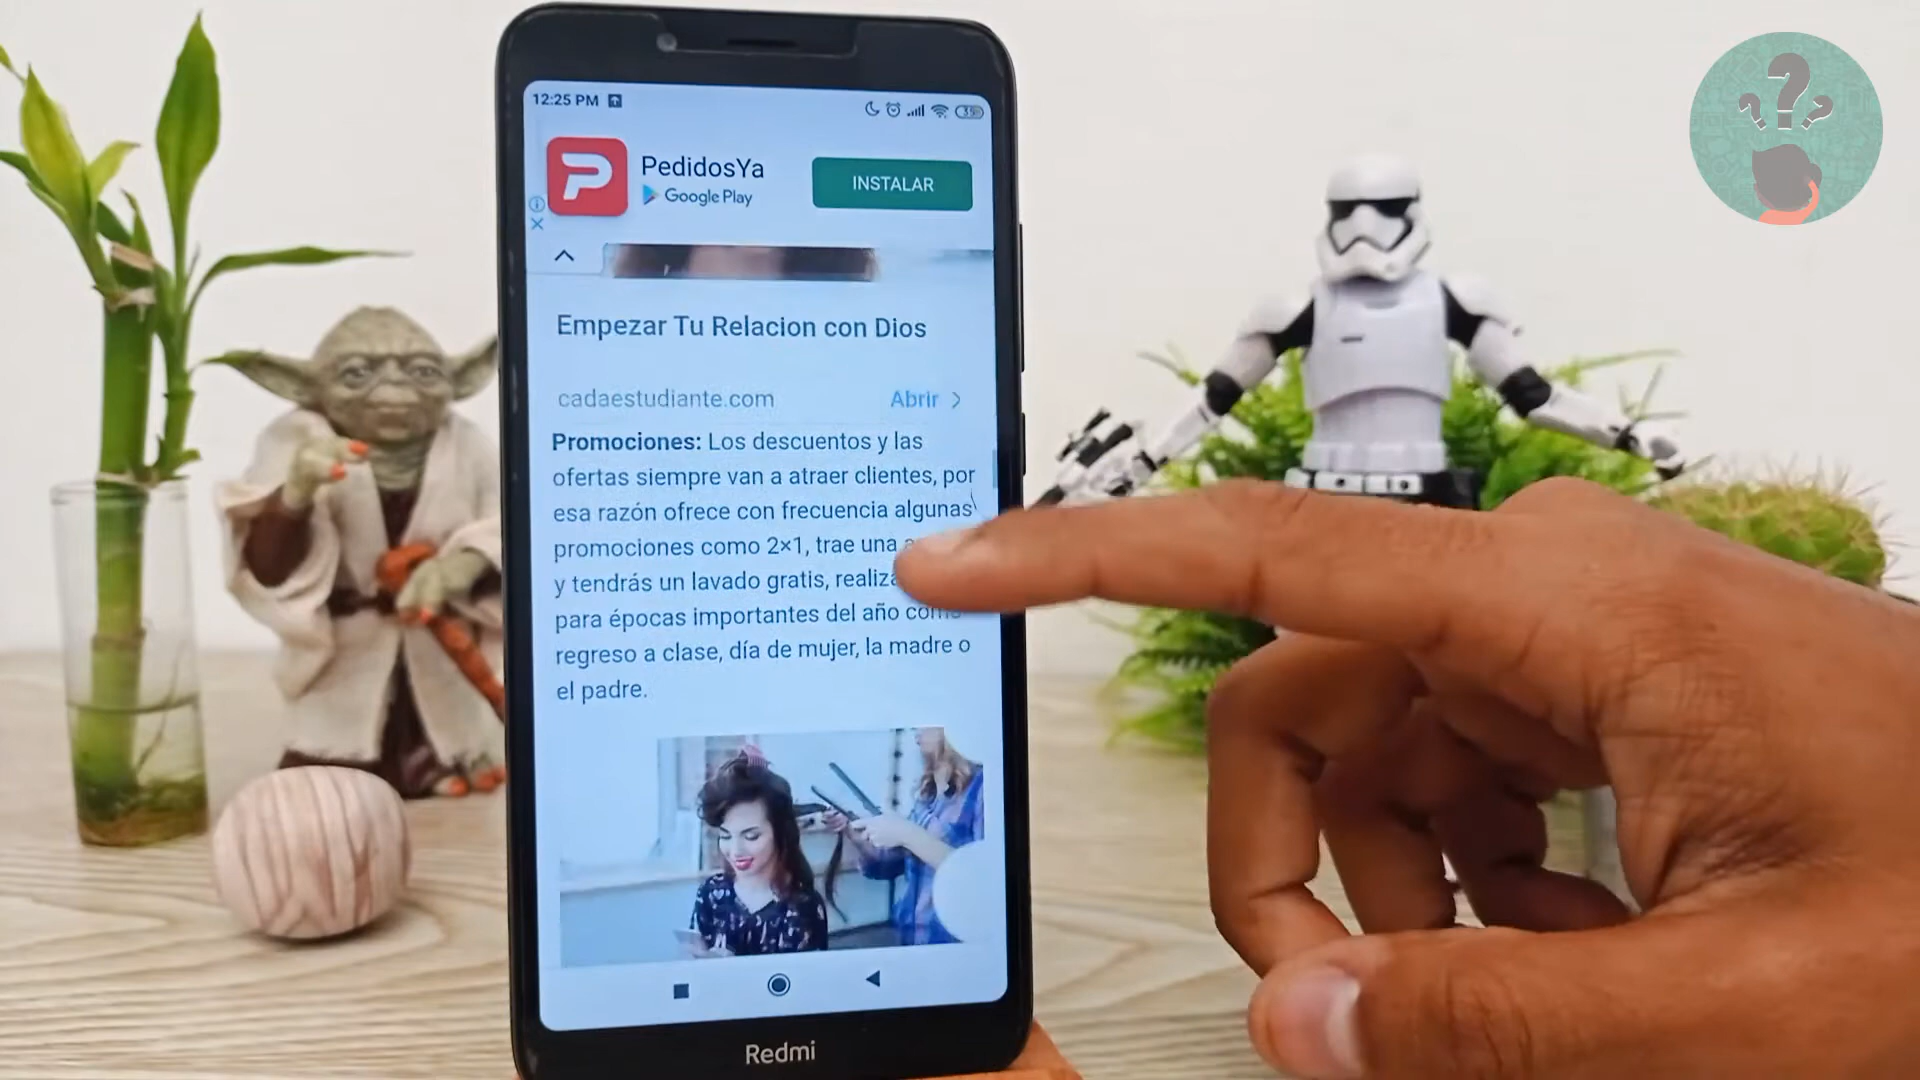 12:25 PM
39
PedidosYa
Google Play
INSTALAR
Empezar Tu Relacion con Dios
cadaestudiante.com
Abrir
Promociones: Los descuentos y las
ofertas siempre van a atraer clientes, por
esa razón ofrece con frecuencia algunas
promociones como 2×1, trae una
y tendrás un lavado gratis,
para épocas importantes del año como
regreso a clase, día de mujer, la madre o
el padre.
Redmi